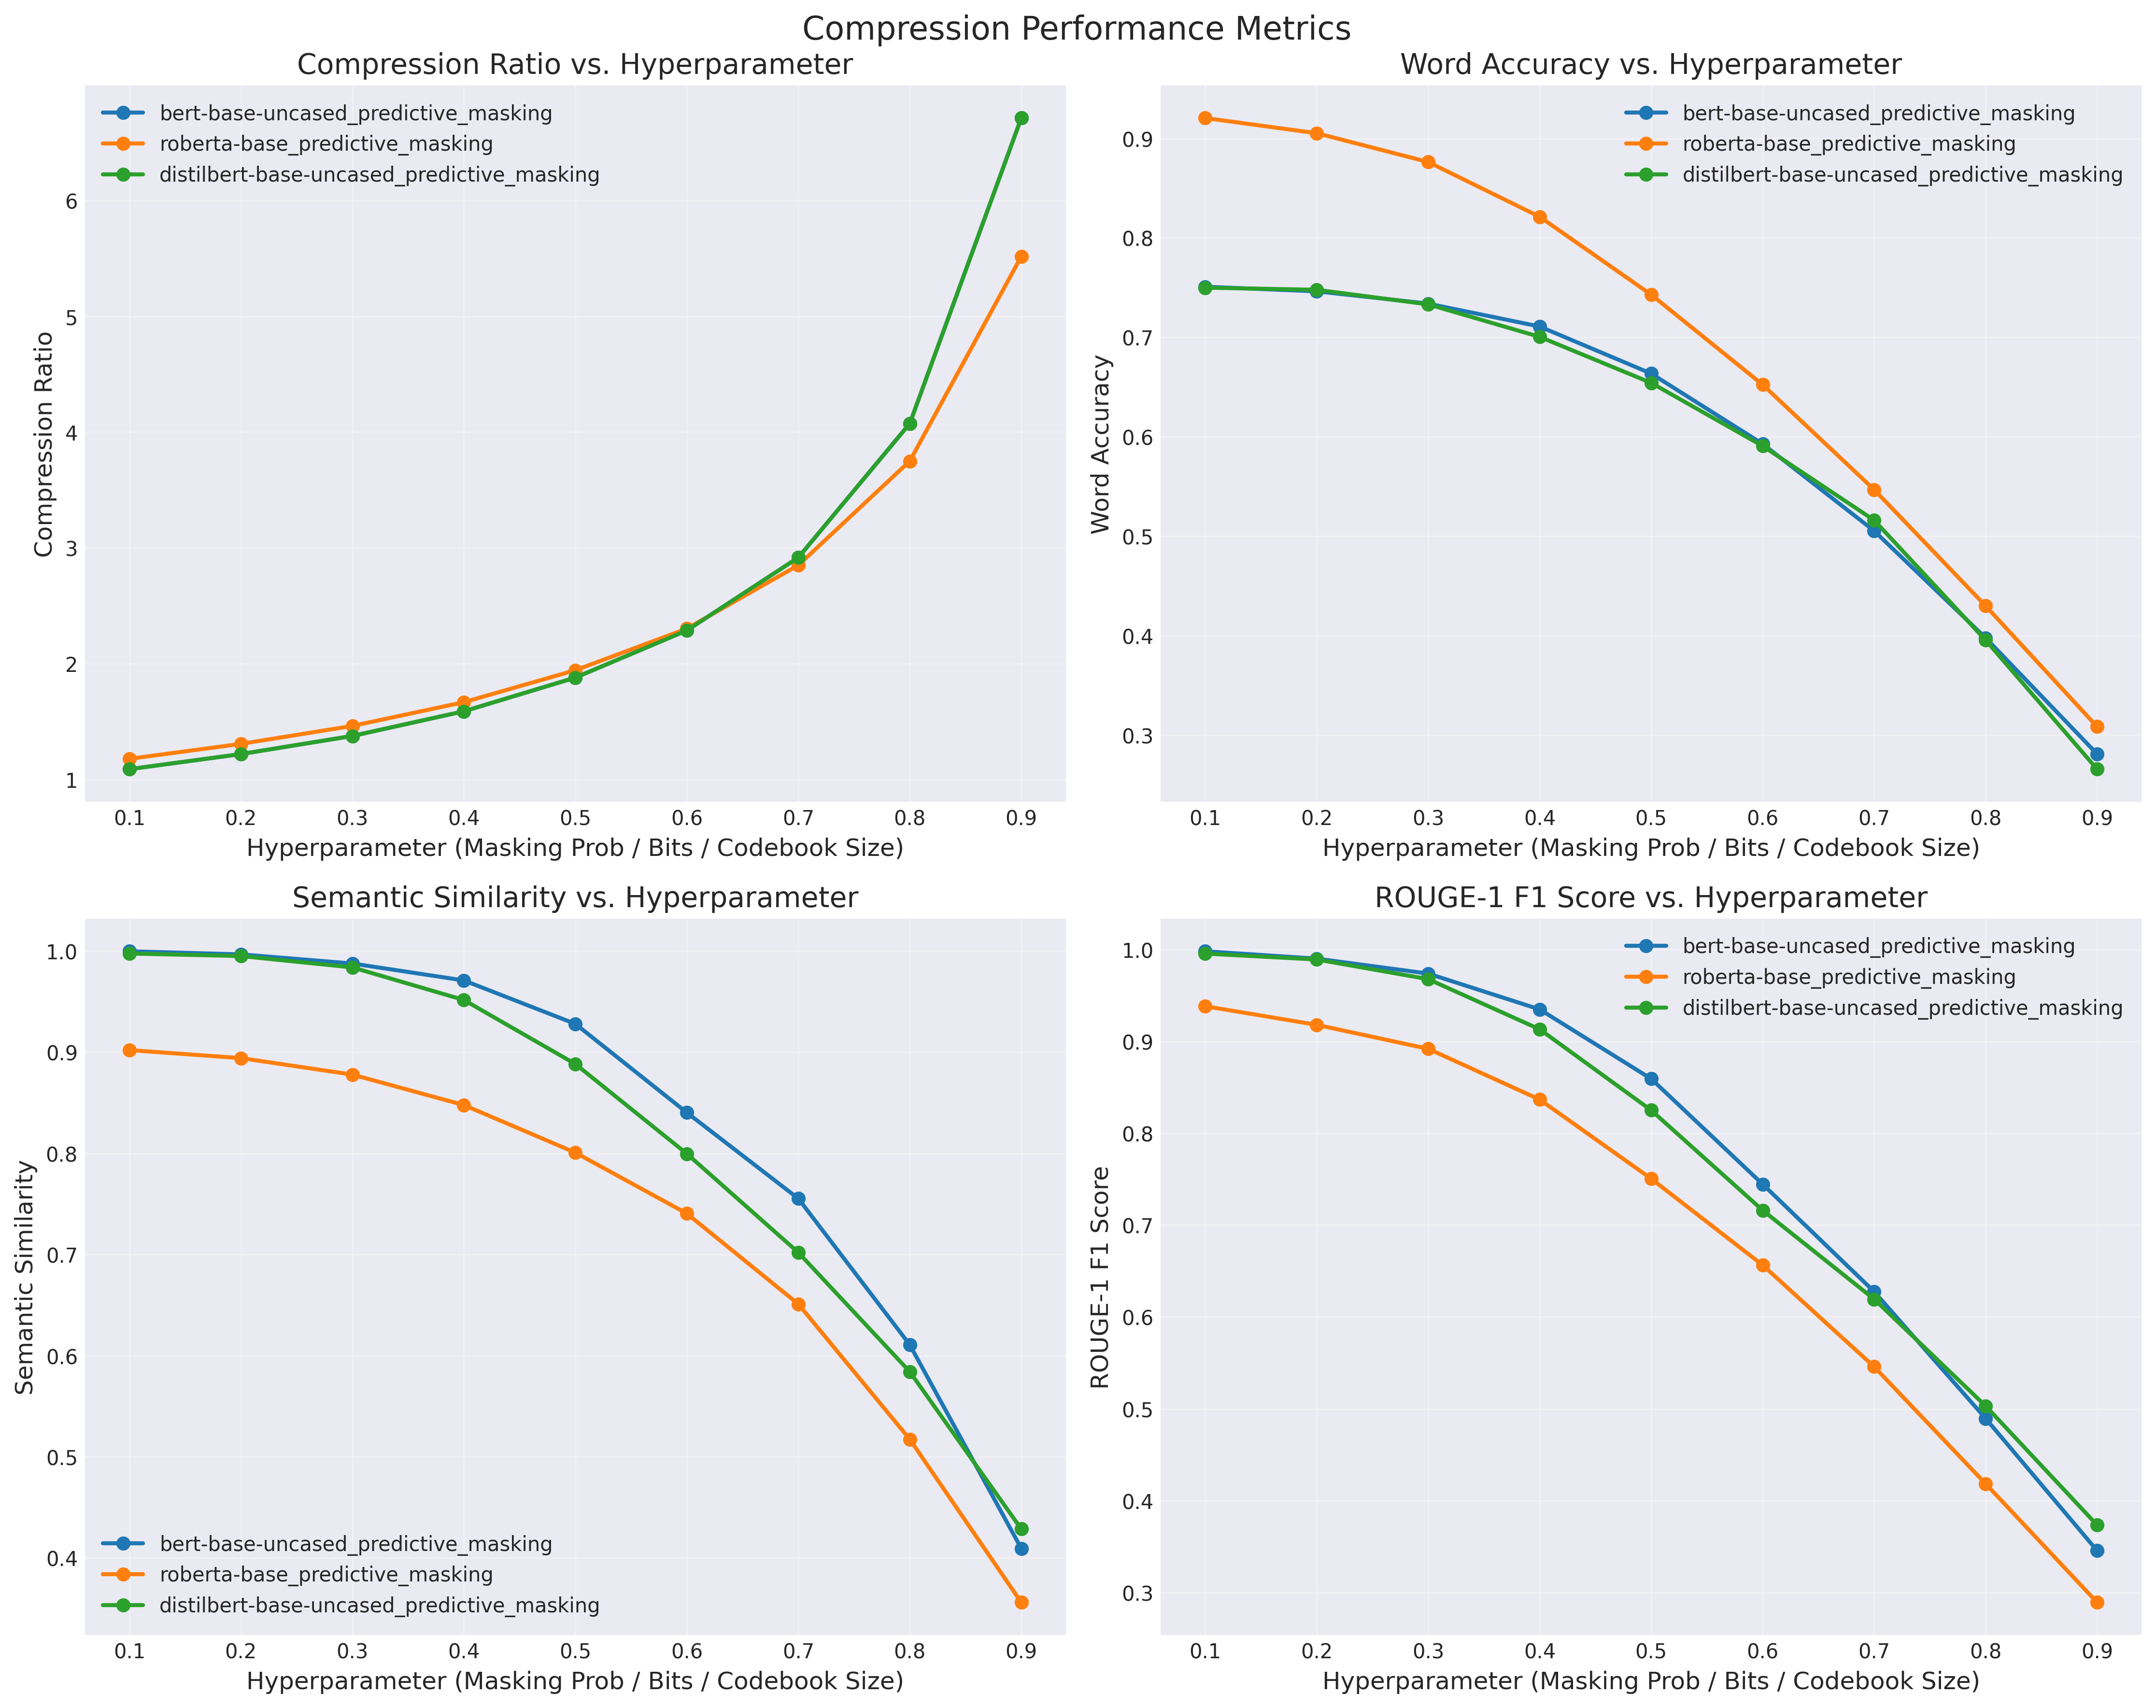 Compression Performance Metrics
Compression Ratio vs. Hyperparameter
bert-base-uncased_predictive_masking
roberta-base_predictive_masking
distilbert-base-uncased_predictive_masking
Compression Ratio
6
5
4
3
2
1
0.1 0.2 0.3 0.4 0.5 0.6 0.7 0.8 0.9
Hyperparameter (Masking Prob / Bits / Codebook Size)
Word Accuracy vs. Hyperparameter
bert-base-uncased_predictive_masking
roberta-base_predictive_masking
distilbert-base-uncased_predictive_masking
Word Accuracy
0.9
0.8
0.7
0.6
0.5
0.4
0.3
0.1 0.2 0.3 0.4 0.5 0.6 0.7 0.8 0.9
Hyperparameter (Masking Prob / Bits / Codebook Size)
Semantic Similarity vs. Hyperparameter
Semantic Similarity
1.0
0.9
0.8
0.7
0.6
0.5
0.4
bert-base-uncased_predictive_masking
roberta-base_predictive_masking
distilbert-base-uncased_predictive_masking
0.1 0.2 0.3 0.4 0.5 0.6 0.7 0.8 0.9
Hyperparameter (Masking Prob / Bits / Codebook Size)
ROUGE-1 F1 Score vs. Hyperparameter
bert-base-uncased_predictive_masking
roberta-base_predictive_masking
distilbert-base-uncased_predictive_masking
ROUGE-1 F1 Score
1.0
0.9
0.8
0.7
0.6
0.5
0.4
0.3
0.1 0.2 0.3 0.4 0.5 0.6 0.7 0.8 0.9
Hyperparameter (Masking Prob / Bits / Codebook Size)